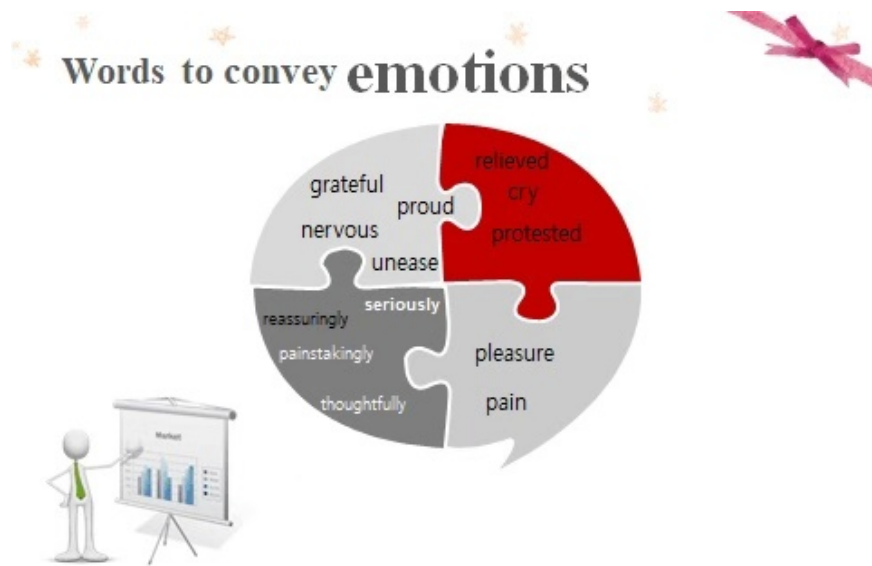 Words to convey emotions
grateful
proud
nervous
unease
relieved
cry
protested
seriously
reassuringly
painstakingly
thoughtfully
pleasure
pain
Market